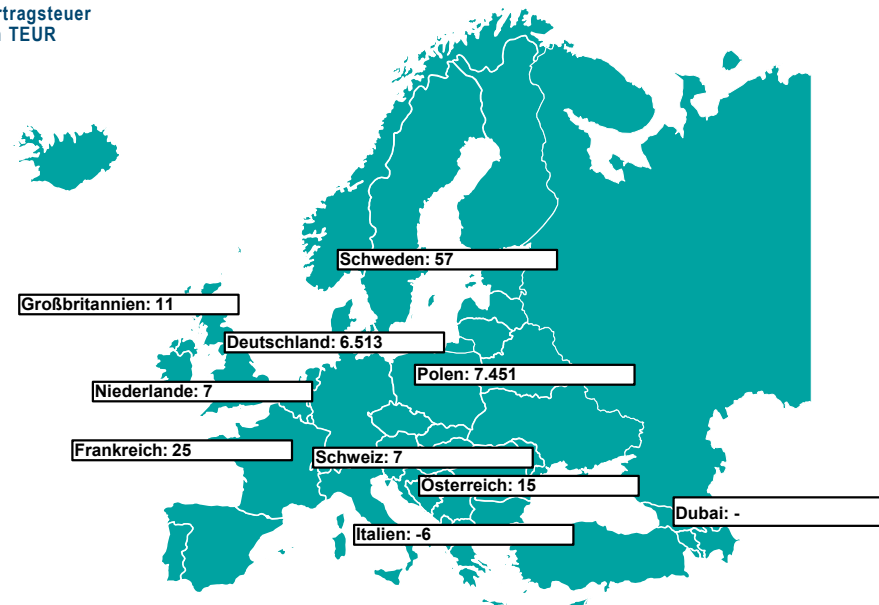 rtragsteuer
TEUR
Schweden: 57
Großbritannien: 11
Deutschland: 6.513
Polen: 7.451
Niederlande: 7
Frankreich: 25
Schweiz: 7
Österreich: 15
Dubai: -
Italien: -6